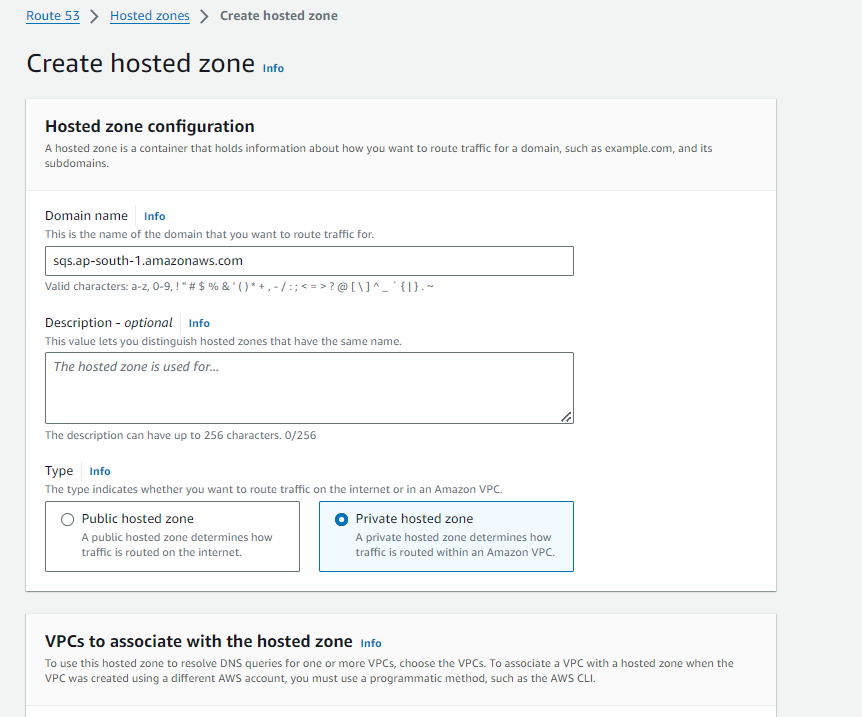 Route 53 > Hosted zones > Create hosted zone
Create hosted zone Info
Hosted zone configuration
A hosted zone is a container that holds information about how you want to route traffic for a domain, such as example.com, and its
subdomains.
Domain name Info
This is the name of the domain that you want to route traffic for.
sqs.ap-south-1.amazonaws.com
Valid characters: a-z, 0-9, ! " # $ % & ' ( ) * + , - / : ; < = > ? @ [ \ ] ^ _ ` { | } . ~
Description - optional Info
This value lets you distinguish hosted zones that have the same name.
The hosted zone is used for...
The description can have up to 256 characters. 0/256
Type Info
The type indicates whether you want to route traffic on the internet or in an Amazon VPC.
Public hosted zone
A public hosted zone determines how
traffic is routed on the internet.
Private hosted zone
A private hosted zone determines how
traffic is routed within an Amazon VPC.
VPCs to associate with the hosted zone Info
To use this hosted zone to resolve DNS queries for one or more VPCs, choose the VPCs. To associate a VPC with a hosted zone when the
VPC was created using a different AWS account, you must use a programmatic method, such as the AWS CLI.